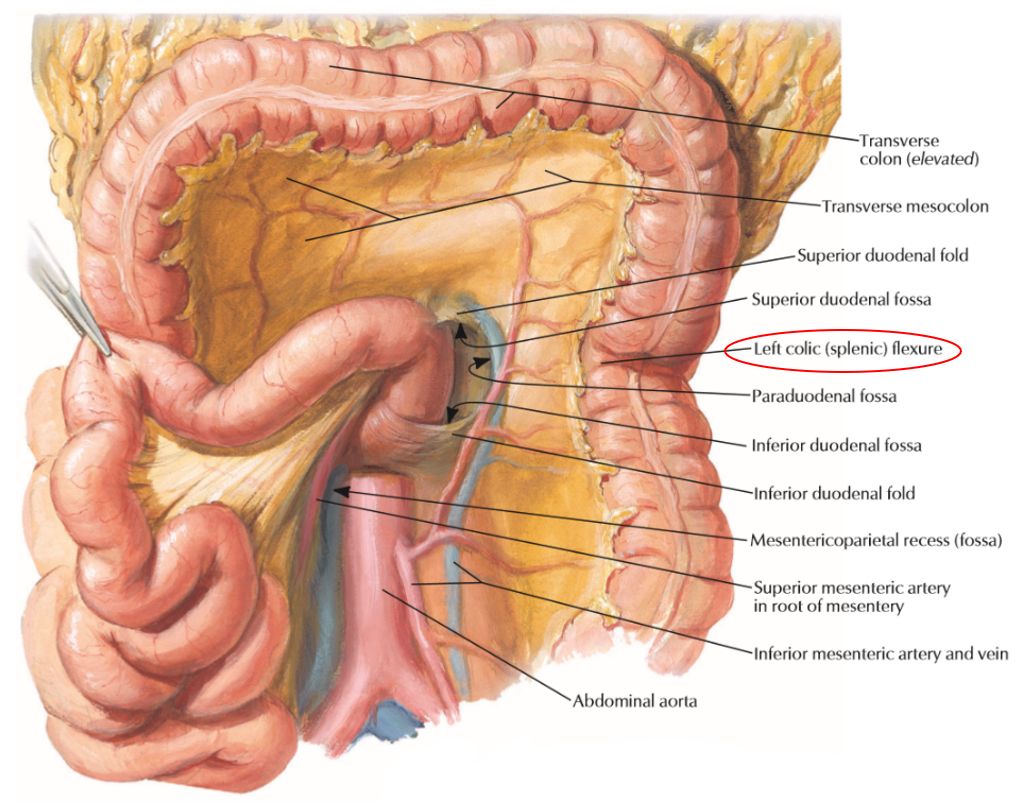 Transverse
colon (elevated)
Transverse mesocolon
Superior duodenal fold
Superior duodenal fossa
Left colic (splenic) flexure
Paraduodenal fossa
Inferior duodenal fossa
Inferior duodenal fold
Mesentericoparietal recess (fossa)
Superior mesenteric artery
in root of mesentery
Inferior mesenteric artery and vein
Abdominal aorta